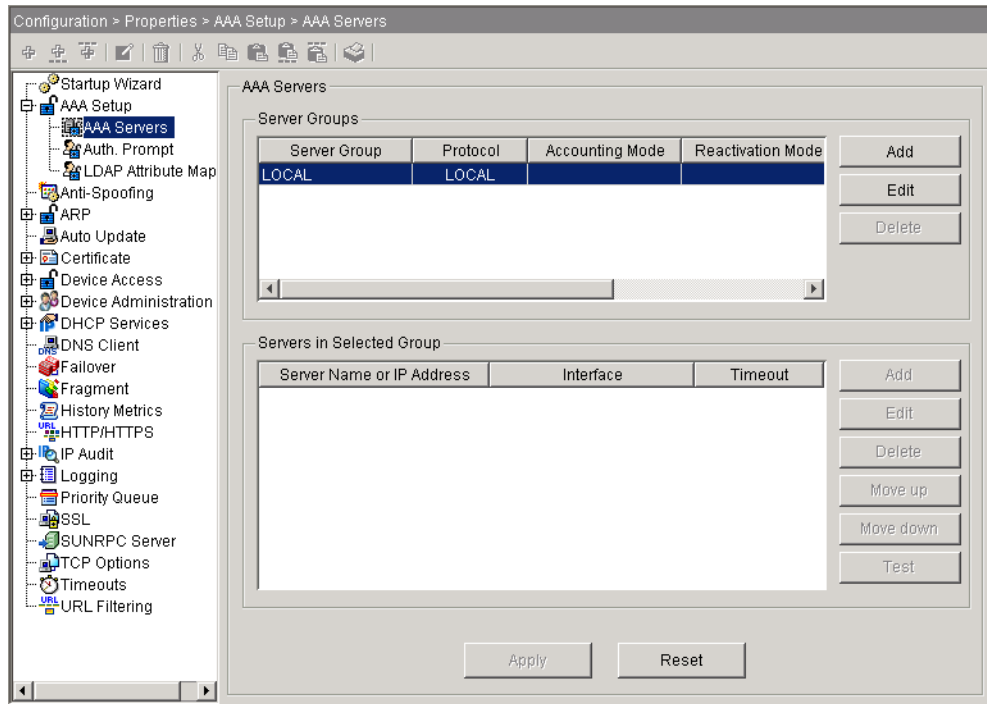 Configuration > Properties > AAA Setup > AAA Servers
Startup Wizard
AAA Setup
AAA Servers
Auth. Prompt
LDAP Attribute Map
Anti-Spoofing
ARP
Auto Update
Certificate
Device Access
Device Administration
DHCP Services
DNS DNS Client
Failover
Fragment
History Metrics
URL HTTP/HTTPS
IP IP Audit
Logging
Priority Queue
SSL
SUNRPC Server
TCP Options
Timeouts
URL URL Filtering
AAA Servers
Server Groups
Server Group Protocol Accounting Mode Reactivation Mode
LOCAL LOCAL
Add
Edit
Delete
Servers in Selected Group
Server Name or IP Address Interface Timeout
Add
Edit
Delete
Move up
Move down
Test
Apply Reset